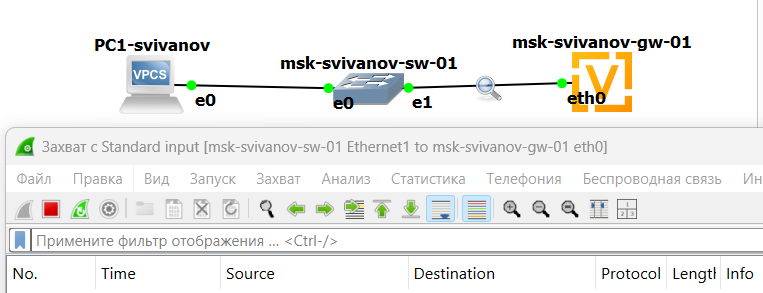 PC1-svivanov
msk-svivanov-sw-01
msk-svivanov-gw-01
VPCS
V
e0
e0
e1
eth0
Захват с Standard input [msk-svivanov-sw-01 Ethernet1 to msk-svivanov-gw-01 eth0]
Файл Правка Вид Запуск Захват Анализ Статистика Телефония Беспроводная связь Ин
Примените фильтр отображения ... <Ctrl-/>
No. Time Source Destination Protocol Length Info